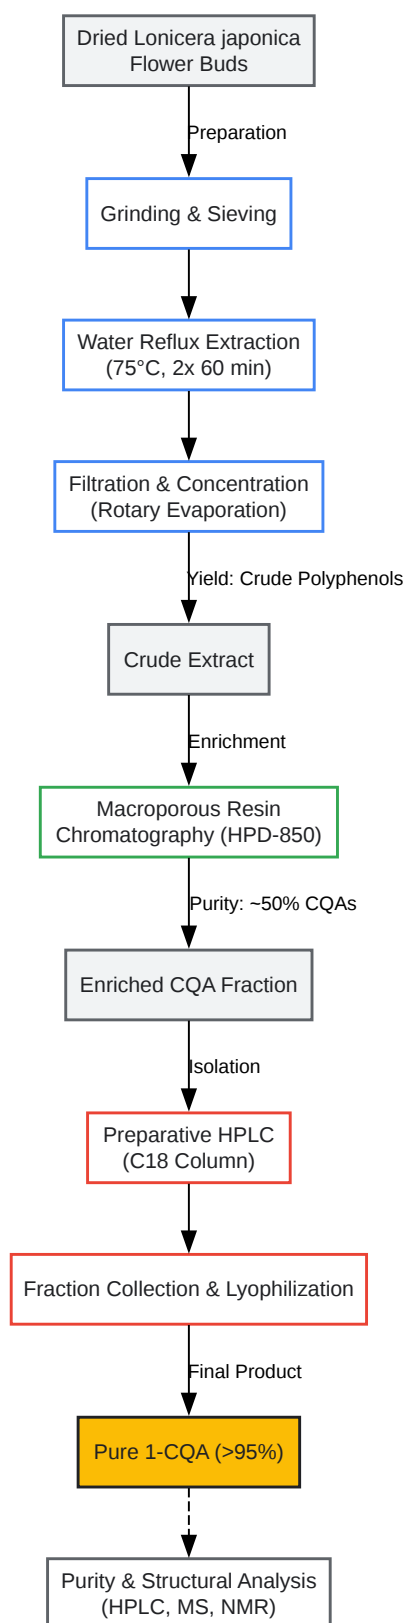 Dried Lonicera japonica
Flower Buds
Preparation
Grinding & Sieving
Water Reflux Extraction
(75°C, 2x 60 min)
Filtration & Concentration
(Rotary Evaporation)
Yield: Crude Polyphenols
Crude Extract
Enrichment
Macroporous Resin
Chromatography (HPD-850)
Purity: ~50% CQAs
Enriched CQA Fraction
Isolation
Preparative HPLC
(C18 Column)
Fraction Collection & Lyophilization
Final Product
Pure 1-CQA (>95%)
Purity & Structural Analysis
(HPLC, MS, NMR)